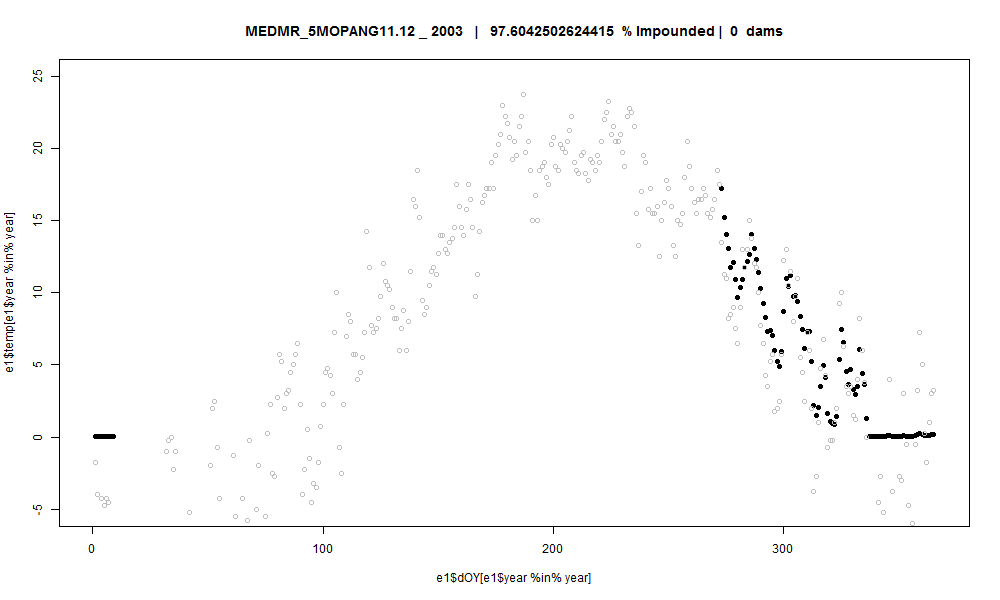 MEDMR_5MOPANG11.12 _ 2003 | 97.6042502624415 % Impounded | 0 dams
e1$temp[e1$year %in% year]
25
20
15
10
5
0
-5
0 100 200 300
e1$dOY[e1$year %in% year]